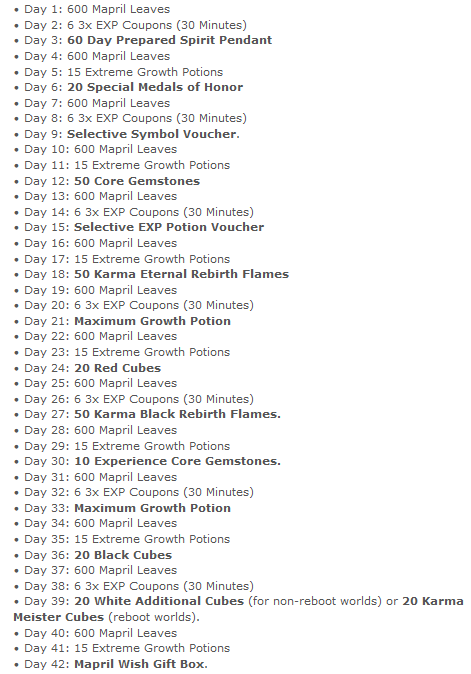 • Day 1: 600 Mapril Leaves
• Day 2: 6 3x EXP Coupons (30 Minutes)
• Day 3: 60 Day Prepared Spirit Pendant
• Day 4: 600 Mapril Leaves
• Day 5: 15 Extreme Growth Potions
• Day 6: 20 Special Medals of Honor
• Day 7: 600 Mapril Leaves
• Day 8: 6 3x EXP Coupons (30 Minutes)
• Day 9: Selective Symbol Voucher.
• Day 10: 600 Mapril Leaves
• Day 11: 15 Extreme Growth Potions
• Day 12: 50 Core Gemstones
• Day 13: 600 Mapril Leaves
• Day 14: 6 3x EXP Coupons (30 Minutes)
• Day 15: Selective EXP Potion Voucher
• Day 16: 600 Mapril Leaves
• Day 17: 15 Extreme Growth Potions
• Day 18: 50 Karma Eternal Rebirth Flames
• Day 19: 600 Mapril Leaves
• Day 20: 6 3x EXP Coupons (30 Minutes)
• Day 21: Maximum Growth Potion
• Day 22: 600 Mapril Leaves
• Day 23: 15 Extreme Growth Potions
• Day 24: 20 Red Cubes
• Day 25: 600 Mapril Leaves
• Day 26: 6 3x EXP Coupons (30 Minutes)
• Day 27: 50 Karma Black Rebirth Flames.
• Day 28: 600 Mapril Leaves
• Day 29: 15 Extreme Growth Potions
• Day 30: 10 Experience Core Gemstones.
• Day 31: 600 Mapril Leaves
• Day 32: 6 3x EXP Coupons (30 Minutes)
• Day 33: Maximum Growth Potion
• Day 34: 600 Mapril Leaves
• Day 35: 15 Extreme Growth Potions
• Day 36: 20 Black Cubes
• Day 37: 600 Mapril Leaves
• Day 38: 6 3x EXP Coupons (30 Minutes)
• Day 39: 20 White Additional Cubes (for non-reboot worlds) or 20 Karma
Meister Cubes (reboot worlds).
• Day 40: 600 Mapril Leaves
• Day 41: 15 Extreme Growth Potions
• Day 42: Mapril Wish Gift Box.